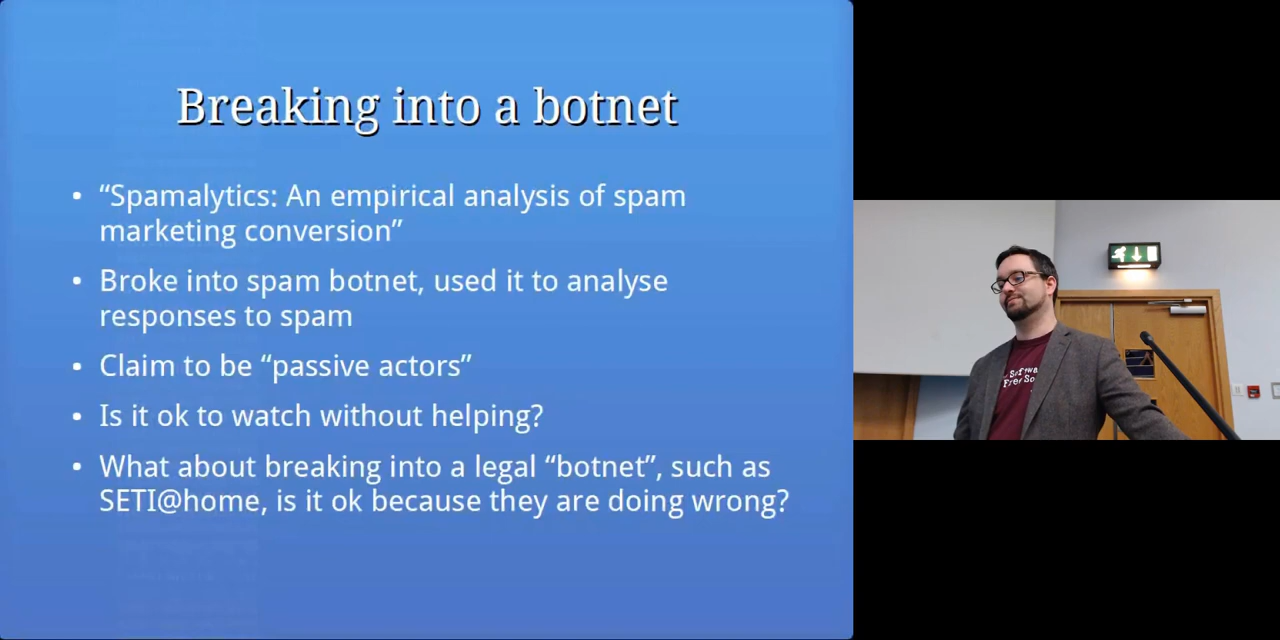 Breaking into a botnet
• “Spamalytics: An empirical analysis of spam
marketing conversion”
• Broke into spam botnet, used it to analyse
responses to spam
• Claim to be “passive actors”
• Is it ok to watch without helping?
• What about breaking into a legal “botnet”, such as
SETI@home, is it ok because they are doing wrong?